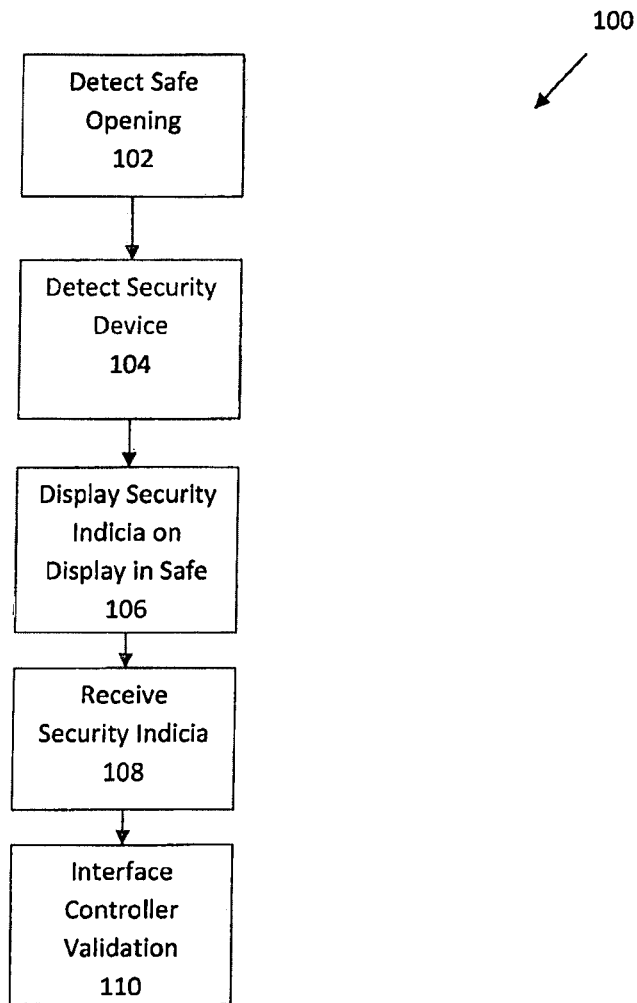 100
Detect Safe
Opening
102
Detect Security
Device
104
Display Security
Indicia on
Display in Safe
106
Receive
Security Indicia
108
Interface
Controller
Validation
110